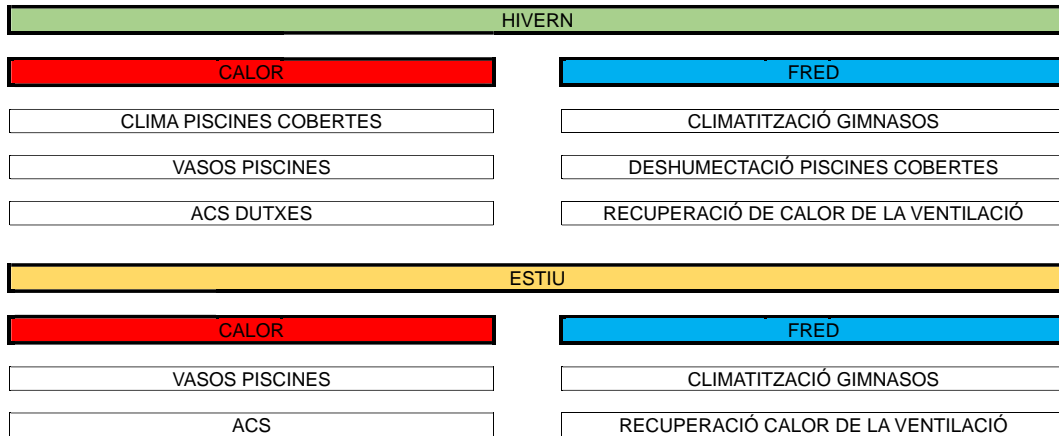 HIVERN
CALOR
FRED
CLIMA PISCINES COBERTES
CLIMATITZACIÓ GIMNASOS
VASOS PISCINES
DESHUMECTACIÓ PISCINES COBERTES
ACS DUTXES
RECUPERACIÓ DE CALOR DE LA VENTILACIÓ
ESTIU
CALOR
FRED
VASOS PISCINES
CLIMATITZACIÓ GIMNASOS
ACS
RECUPERACIÓ CALOR DE LA VENTILACIÓ